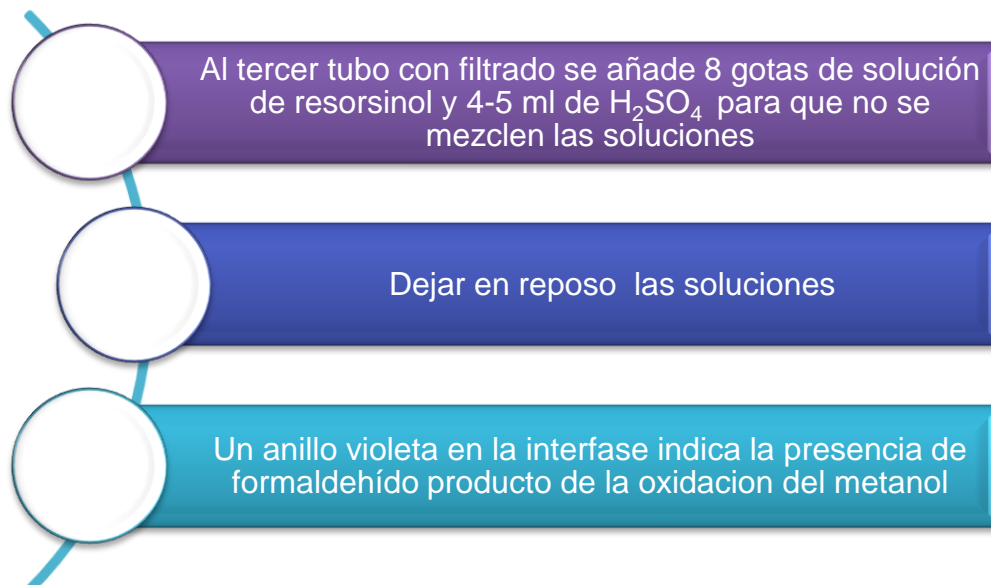 Al tercer tubo con filtrado se añade 8 gotas de solución
de resorsinol y 4-5 ml de H₂SO₄ para que no se
mezclen las soluciones
Dejar en reposo las soluciones
Un anillo violeta en la interfase indica la presencia de
formaldehído producto de la oxidacion del metanol